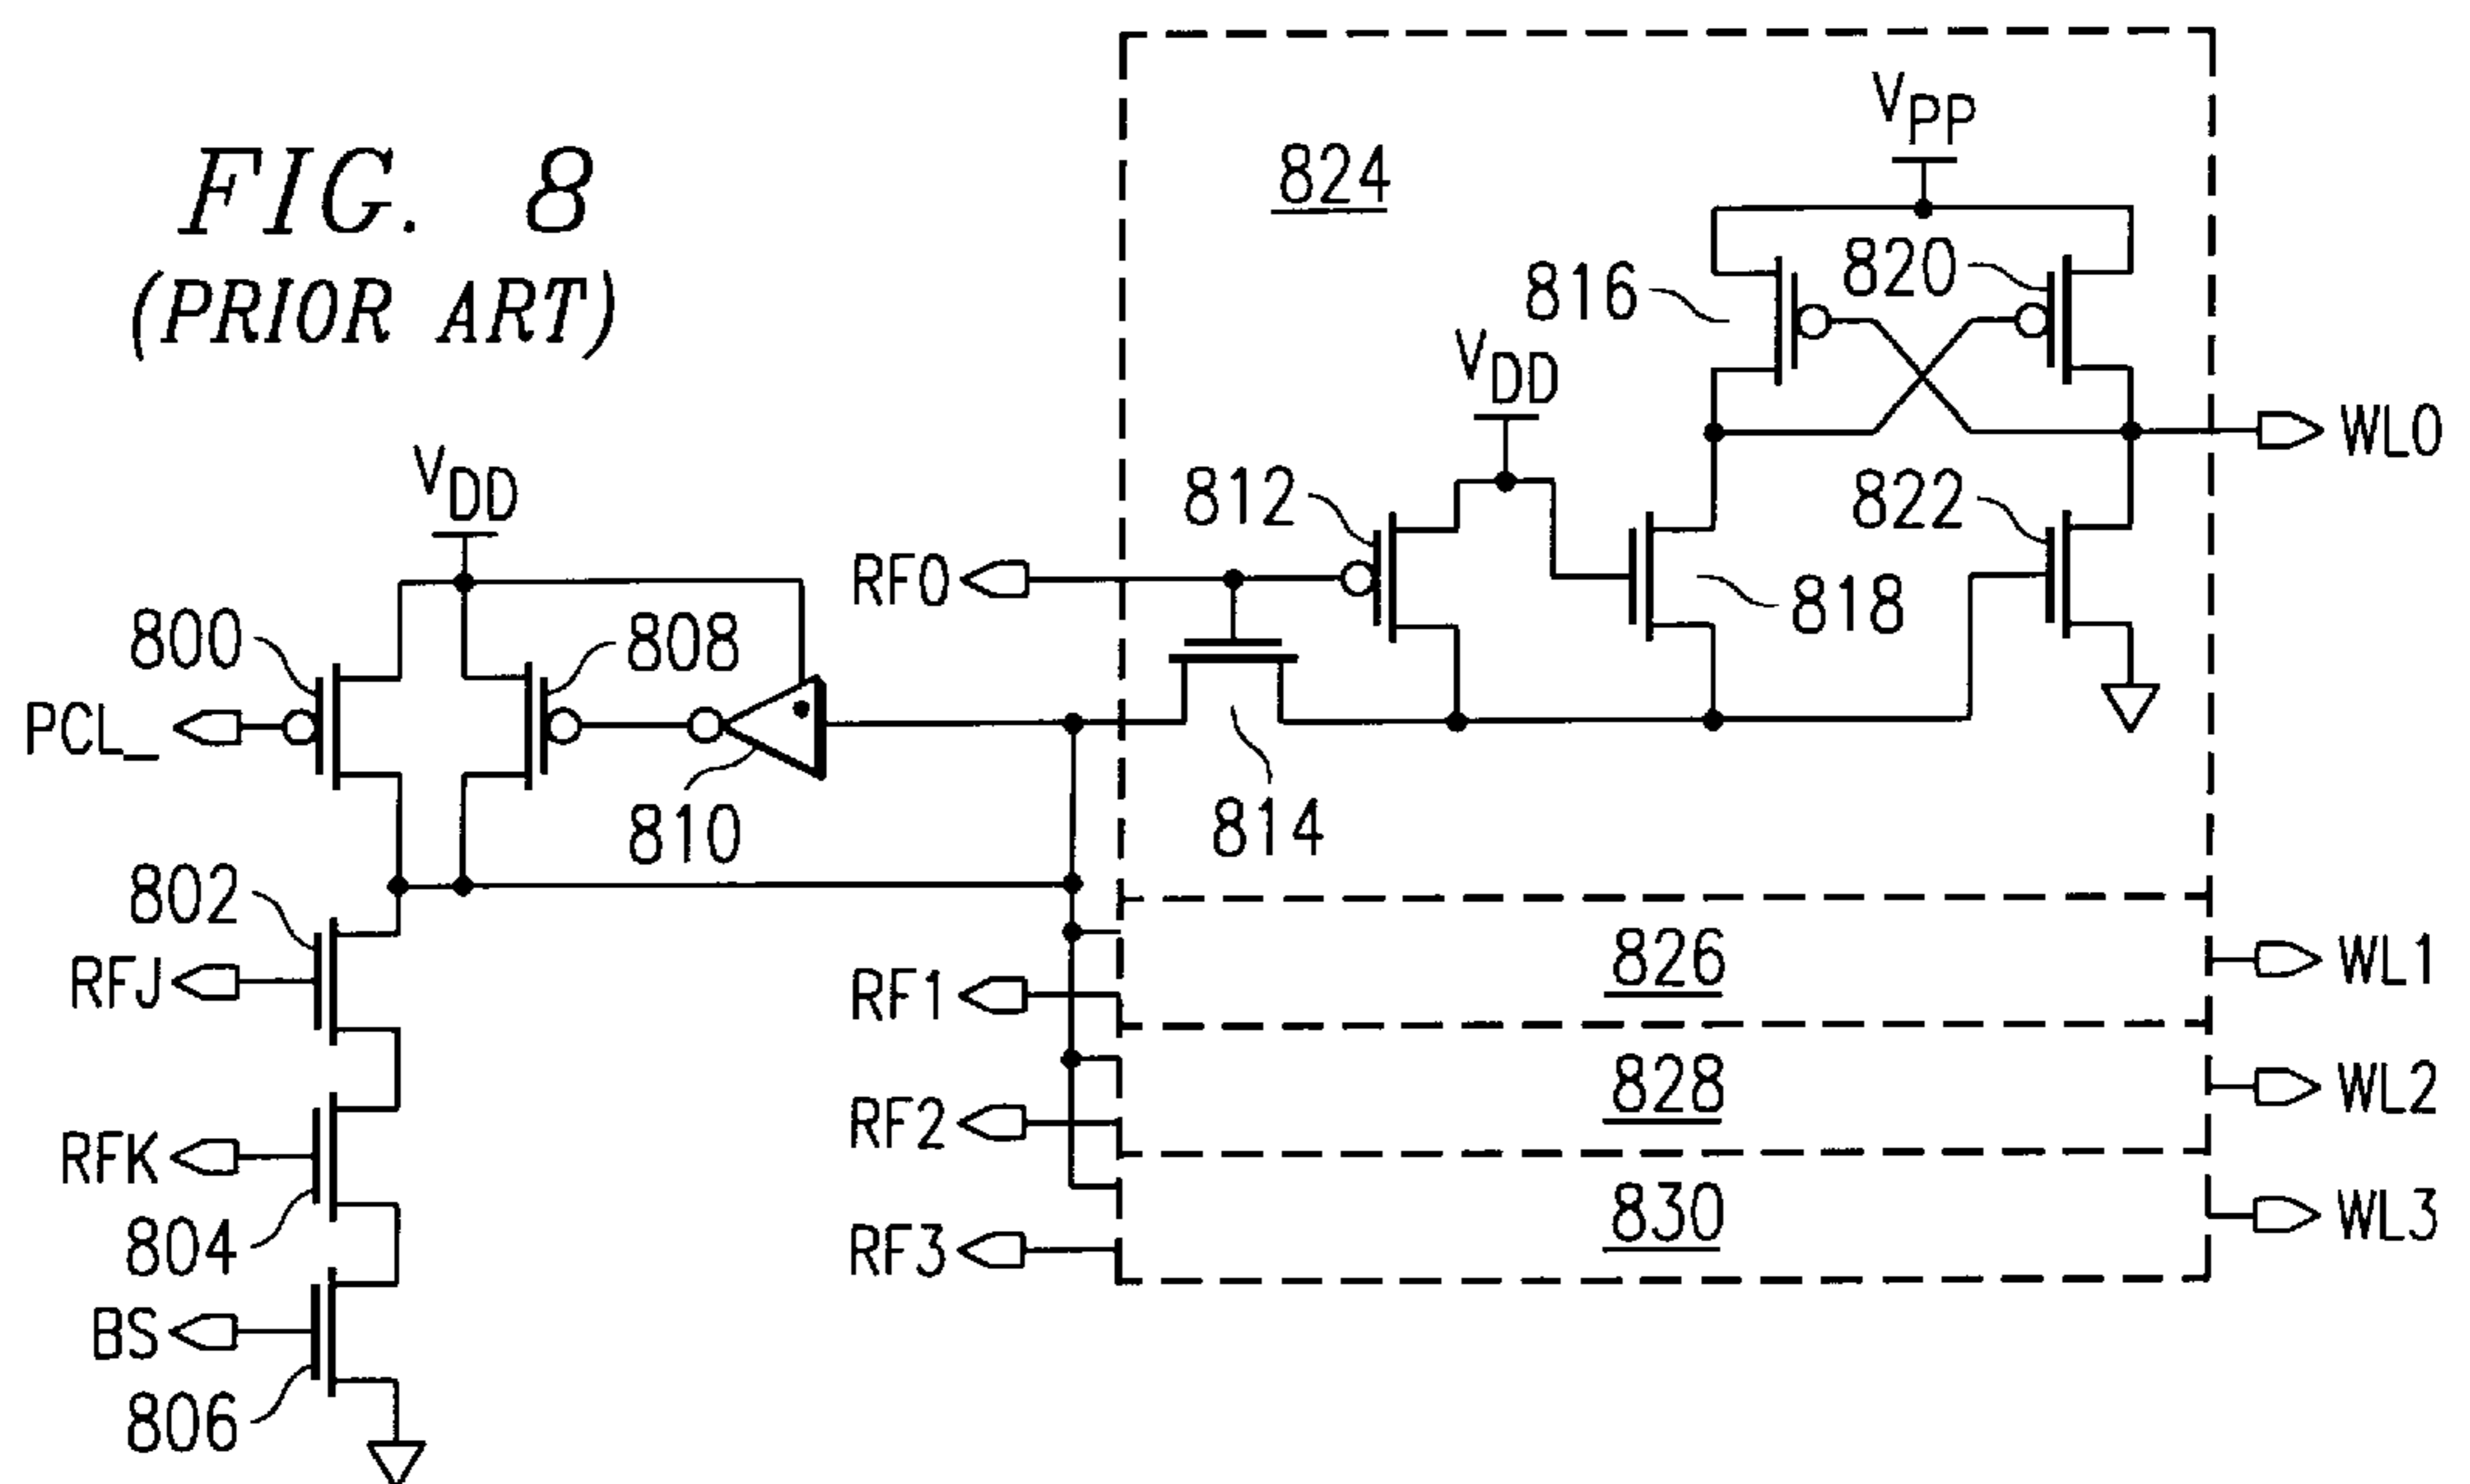 FIG. 8
(PRIOR ART)
824
VPP
816
820
VDD
WL0
812
822
VDD
RF0
818
800
808
PCL_
810
814
802
RFJ
826
WL1
RF1
828
WL2
RF2
RFK
804
830
WL3
RF3
BS
806